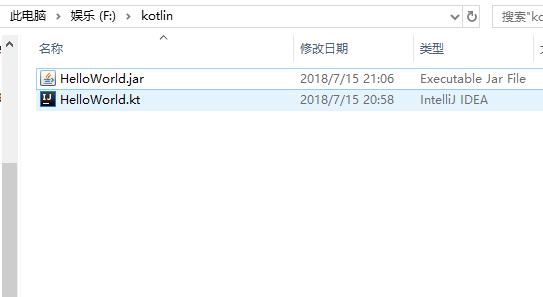 此电脑 > 娱乐 (F:) > kotlin 搜索"kc
名称 修改日期 类型
HelloWorld.jar 2018/7/15 21:06 Executable Jar File
HelloWorld.kt 2018/7/15 20:58 IntelliJ IDEA